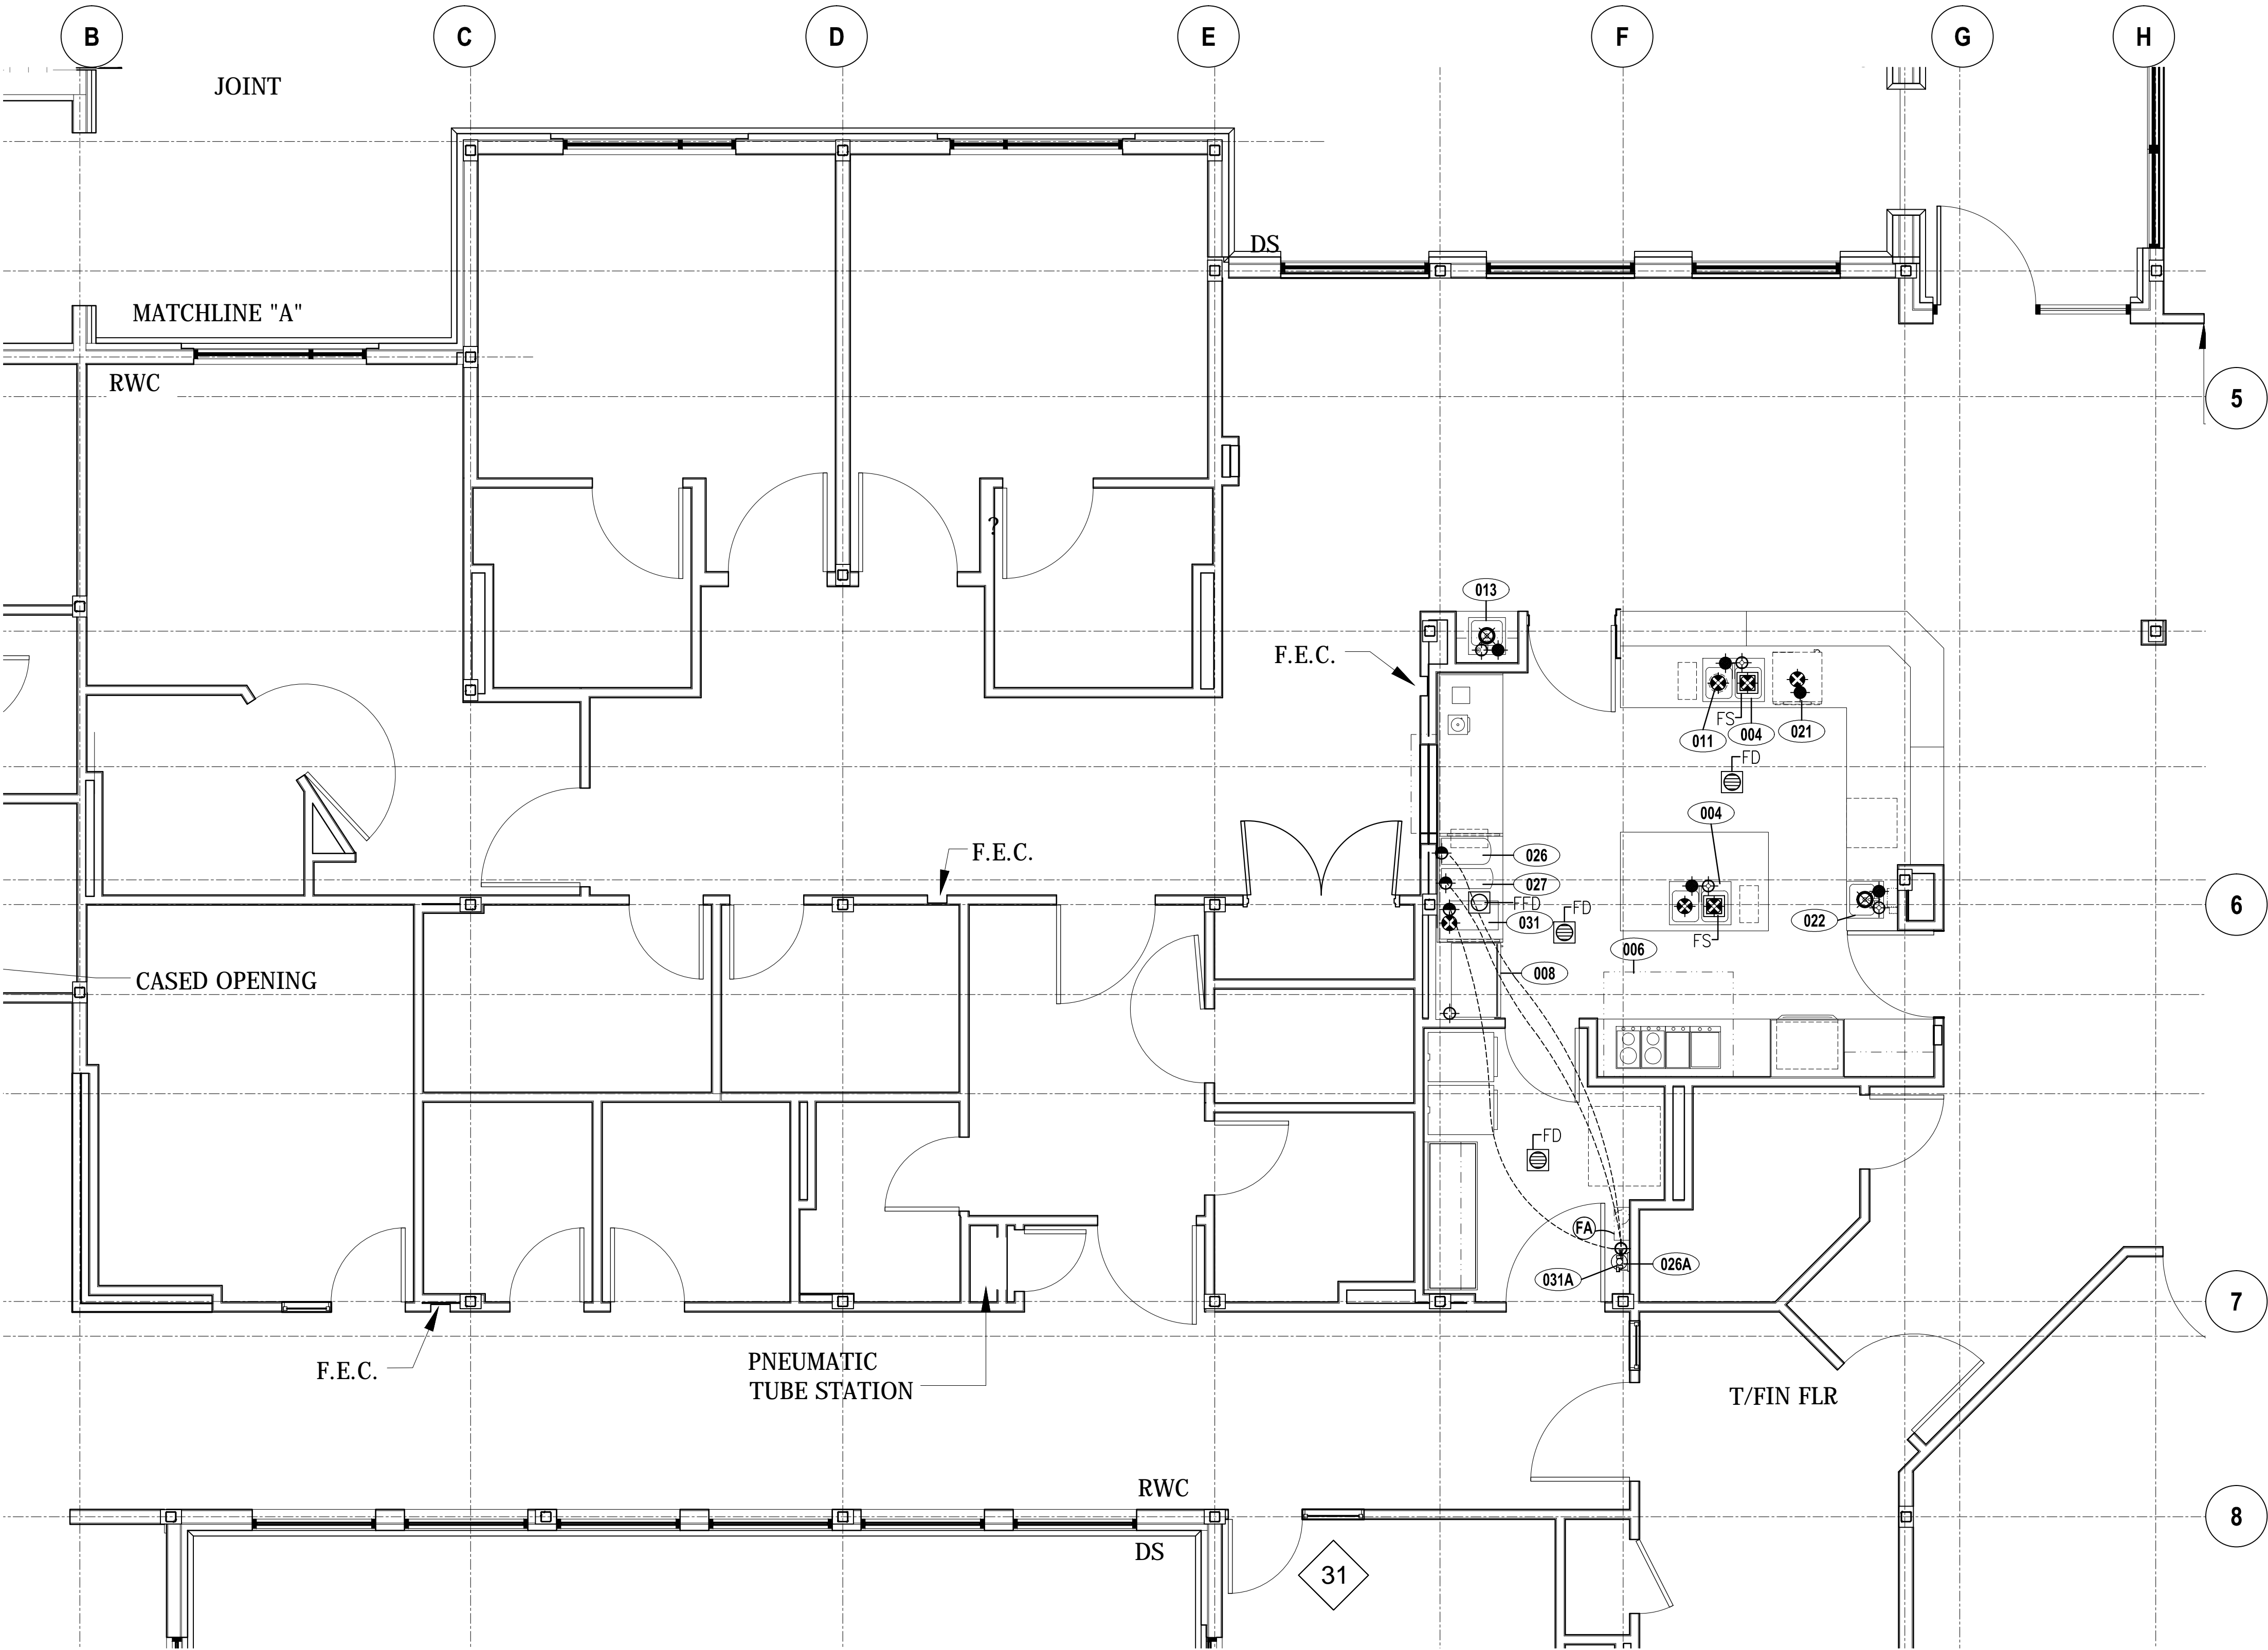 B
C
D
E
F
G
H
JOINT
DS
MATCHLINE "A"
RWC
5
?
013
F.E.C.
FS
011
004
021
FD
004
F.E.C.
026
027
FFD
FD
031
022
6
FS
006
CASED OPENING
008
FD
FA
031A
026A
7
F.E.C.
PNEUMATIC
TUBE STATION
T/FIN FLR
RWC
8
DS
31